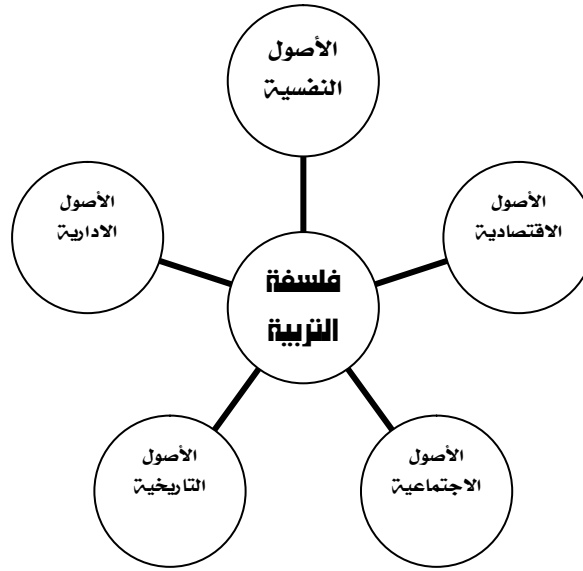 الأصول
النفسية
الأصول
الاقتصادية
الأصول
الادارية
فلسفة
التربية
الأصول
الاجتماعية
الأصول
التاريخية